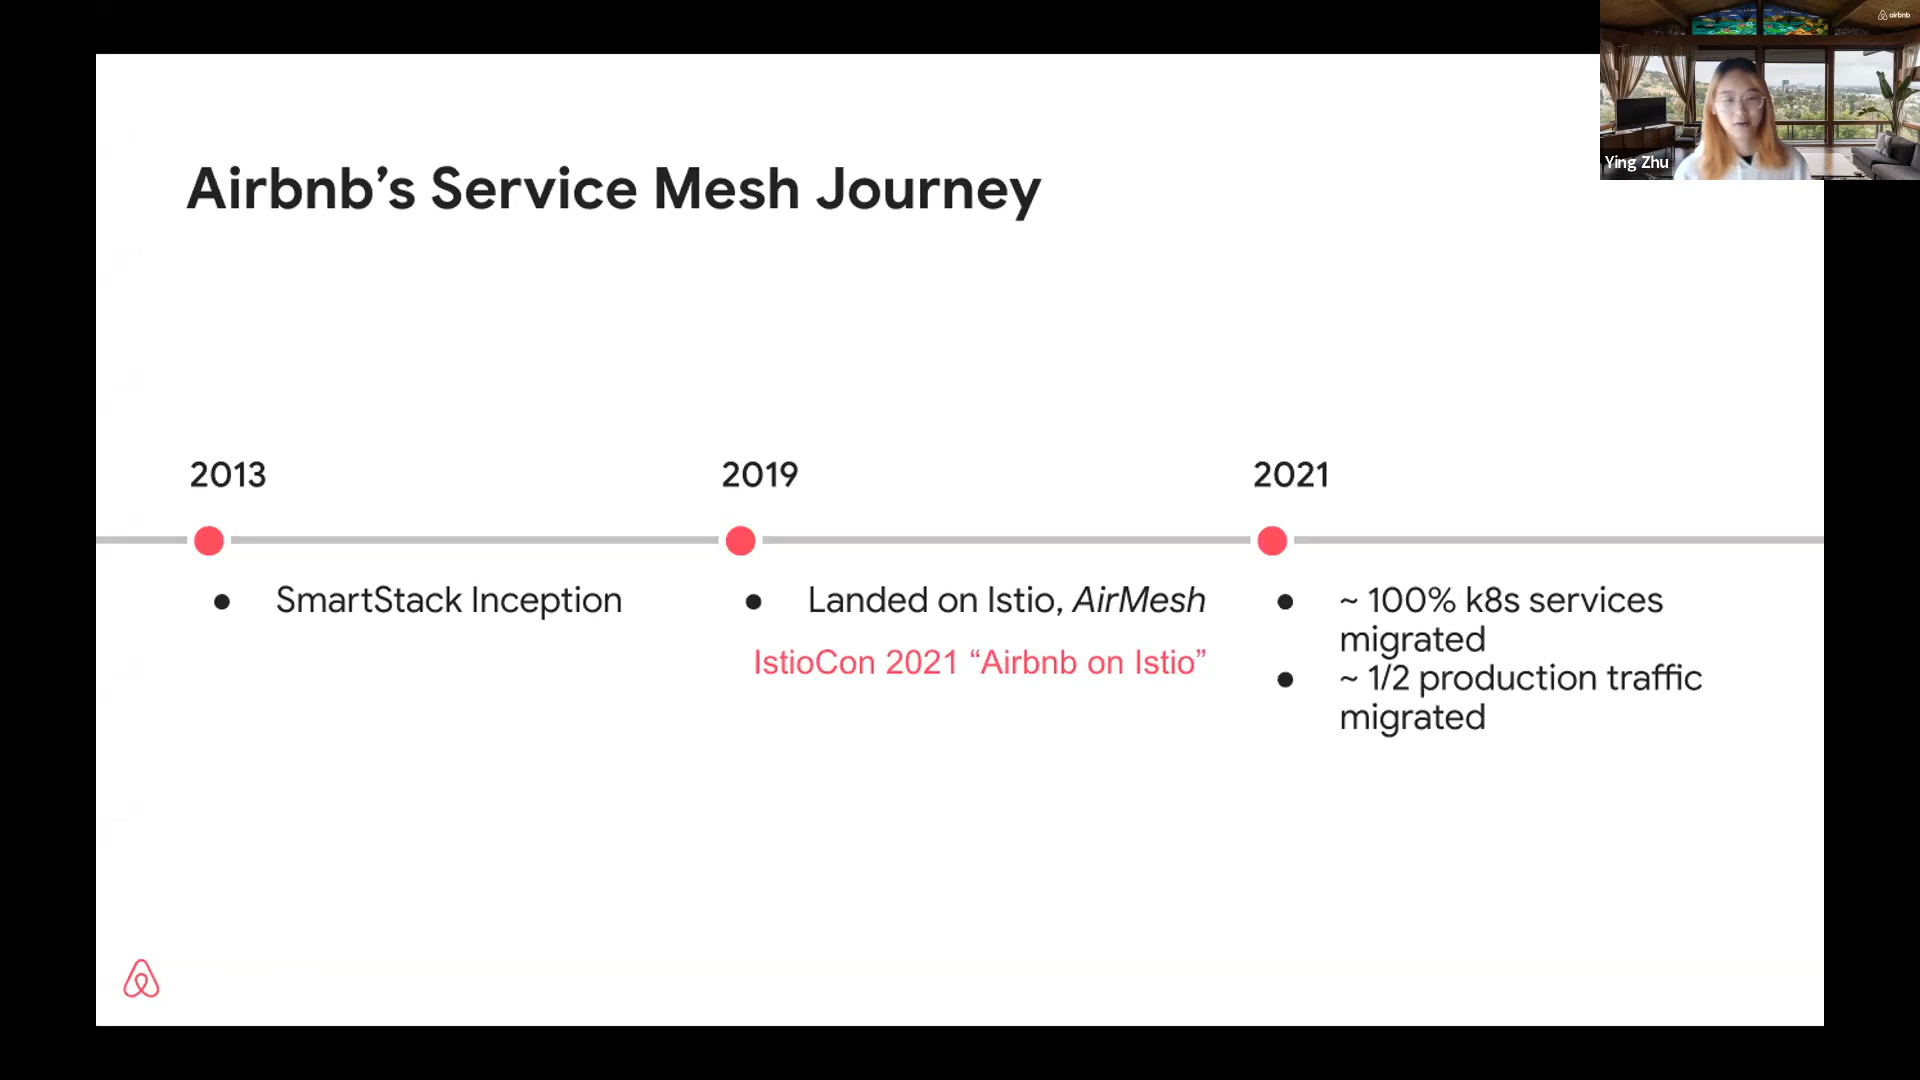 airbnb
Ying Zhu
Airbnb’s Service Mesh Journey
2013
2019
2021
● SmartStack Inception
● Landed on Istio, AirMesh
IstioCon 2021 “Airbnb on Istio”
● ~ 100% k8s services
migrated
● ~ 1/2 production traffic
migrated